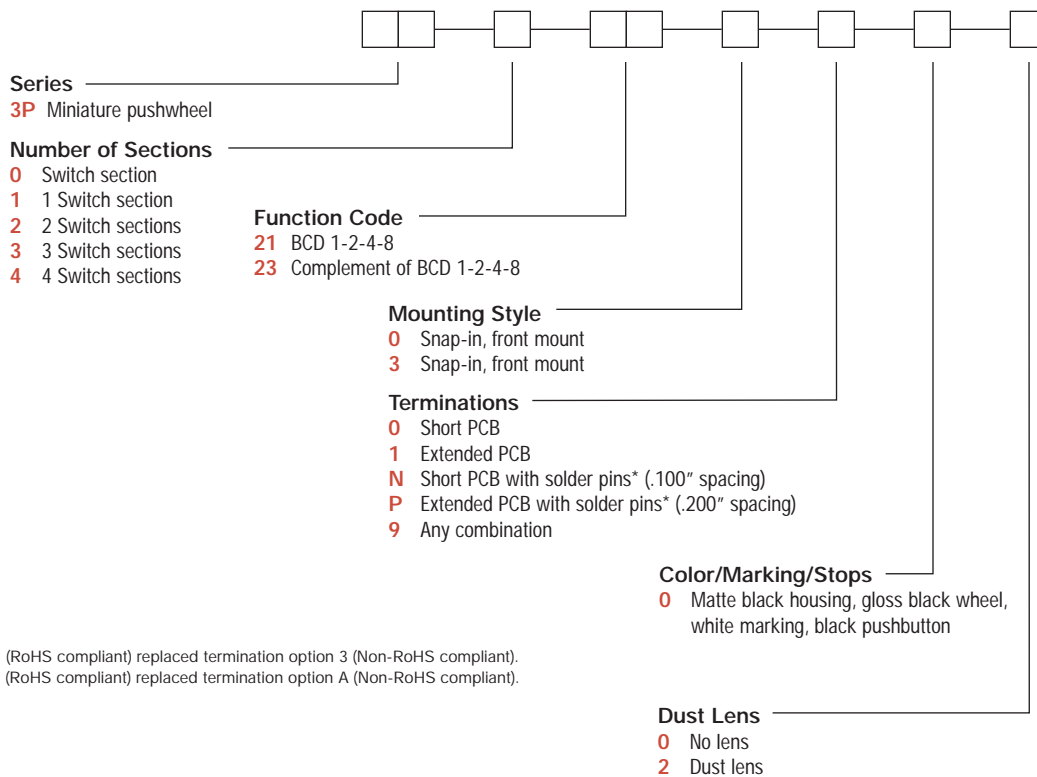 Series
3P Miniature pushwheel
Number of Sections
0 Switch section
1 1 Switch section
2 2 Switch sections
3 3 Switch sections
4 4 Switch sections
Function Code
21 BCD 1-2-4-8
23 Complement of BCD 1-2-4-8
Mounting Style
0 Snap-in, front mount
3 Snap-in, front mount
Terminations
0 Short PCB
1 Extended PCB
N Short PCB with solder pins* (.100″ spacing)
P Extended PCB with solder pins* (.200″ spacing)
9 Any combination
Color/Marking/Stops
0 Matte black housing, gloss black wheel,
white marking, black pushbutton
(RoHS compliant) replaced termination option 3 (Non-RoHS compliant).
(RoHS compliant) replaced termination option A (Non-RoHS compliant).
Dust Lens
0 No lens
2 Dust lens